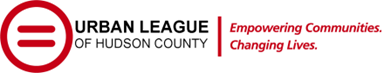 URBAN LEAGUE
OF HUDSON COUNTY
Empowering Communities.
Changing Lives.